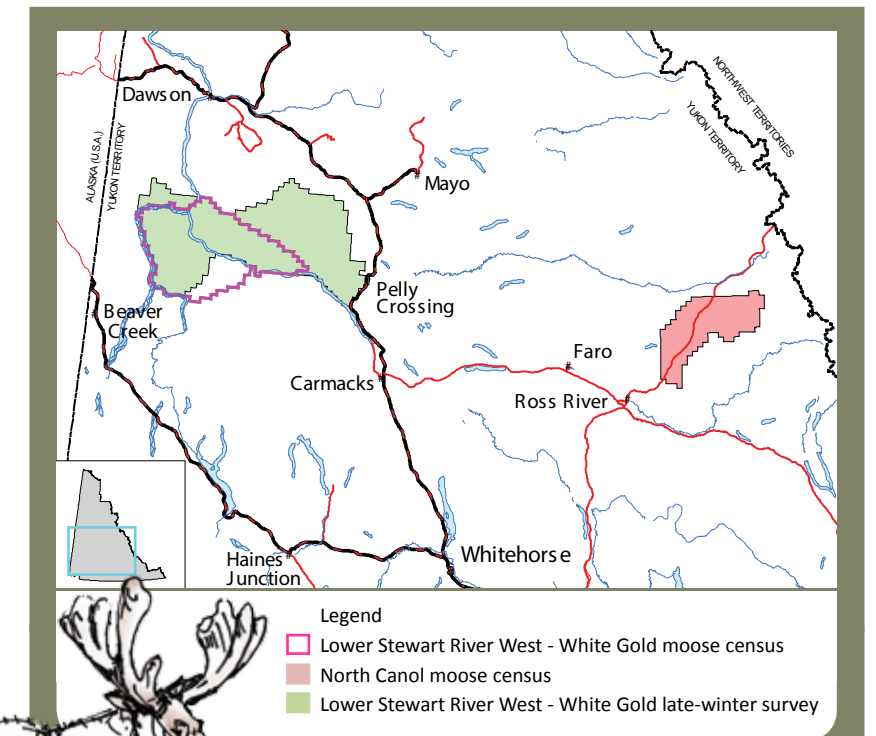 NORTHWEST TERRITORIES
YUKON TERRITORY
Dawson
ALASKA (U.S.A.)
YUKON TERRITORY
Mayo
Pelly
Crossing
Beaver
Creek
Faro
Carmacks
Ross River
Haines
Junction
Whitehorse
Legend
Lower Stewart River West - White Gold moose census
North Canol moose census
Lower Stewart River West - White Gold late-winter survey